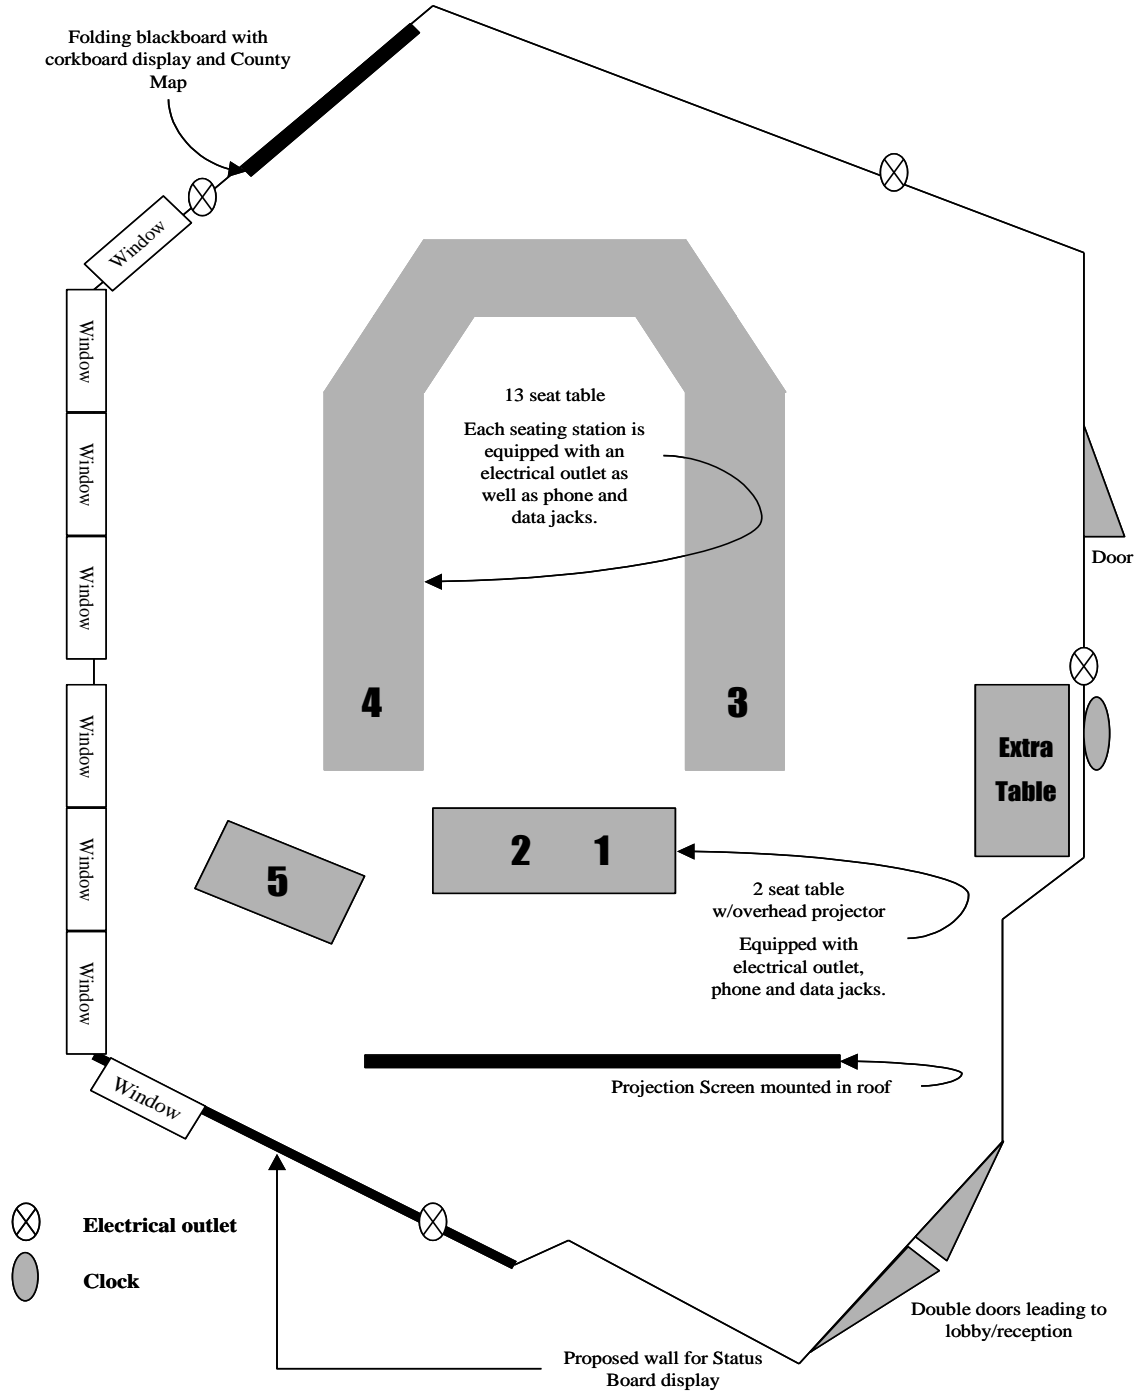 Folding blackboard with
corkboard display and County
Map
Window
Window
Window
Window
13 seat table
Each seating station is
equipped with an
electrical outlet as
well as phone and
data jacks.
Door
4
3
Window
Window
Window
Extra
Table
5
2 1
2 seat table
w/overhead projector
Equipped with
electrical outlet,
phone and data jacks.
Window
Projection Screen mounted in roof
Electrical outlet
Clock
Double doors leading to
lobby/reception
Proposed wall for Status
Board display